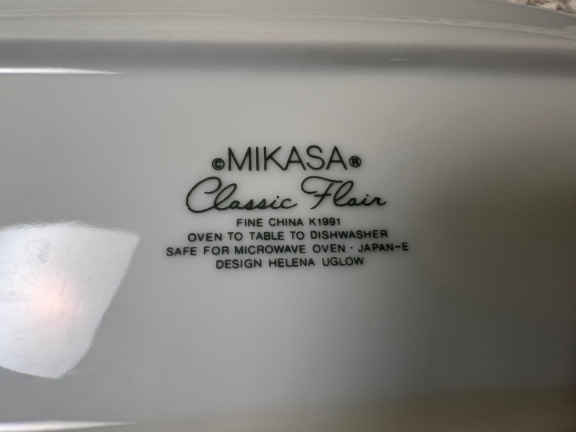 ©MIKASA®
Classic Flair
FINE CHINA K1991
OVEN TO TABLE TO DISHWASHER
SAFE FOR MICROWAVE OVEN · JAPAN-E
DESIGN HELENA UGLOW